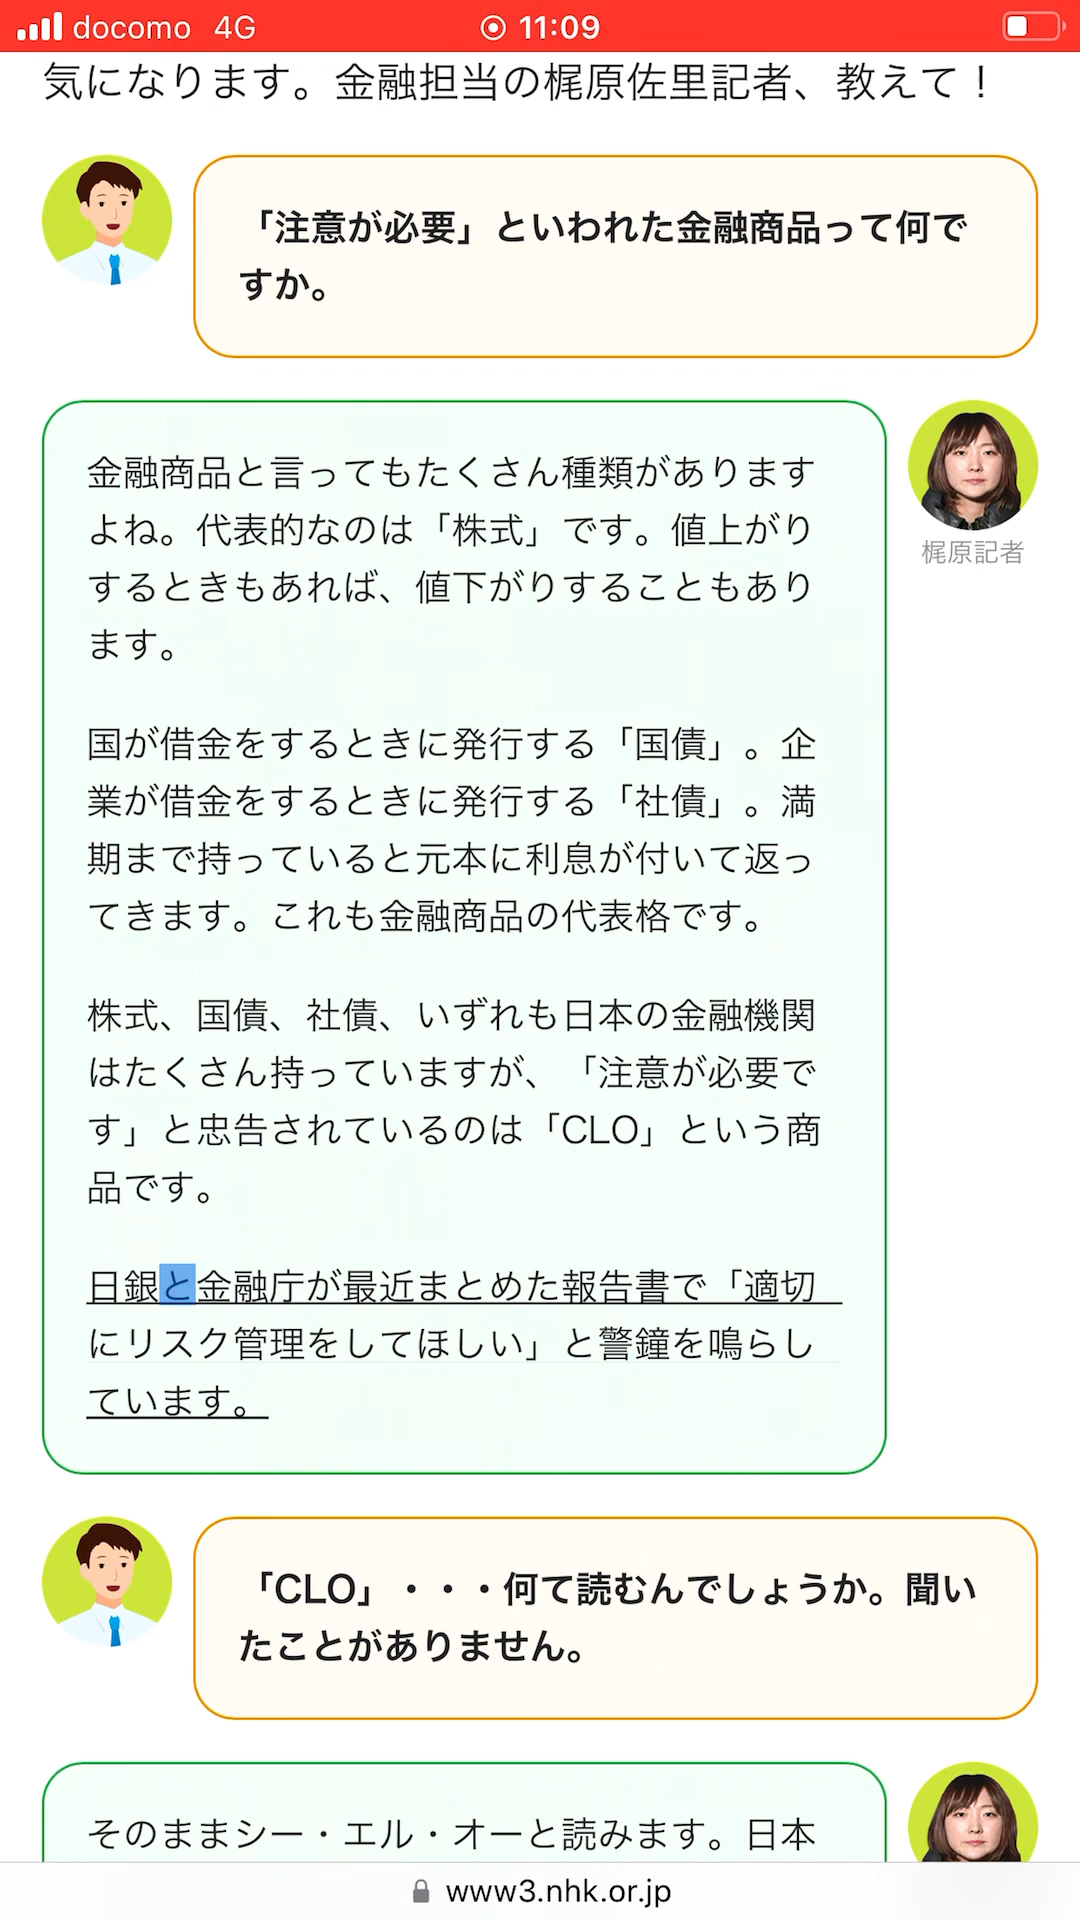 docomo 4G 11:09
気になります。金融担当の梶原佐里記者、教えて！
「注意が必要」といわれた金融商品って何で
すか。
金融商品と言ってもたくさん種類があります
よね。代表的なのは「株式」です。値上がり
するときもあれば、値下がりすることもあり
ます。
梶原記者
国が借金をするときに発行する「国債」。企
業が借金をするときに発行する「社債」。満
期まで持っていると元本に利息が付いて返っ
てきます。これも金融商品の代表格です。
株式、国債、社債、いずれも日本の金融機関
はたくさん持っていますが、「注意が必要で
す」と忠告されているのは「CLO」という商
品です。
日銀と金融庁が最近まとめた報告書で「適切
にリスク管理をしてほしい」と警鐘を鳴らし
ています。
「CLO」・・・何て読むんでしょうか。聞い
たことがありません。
そのままシー・エル・オーと読みます。日本
www3.nhk.or.jp